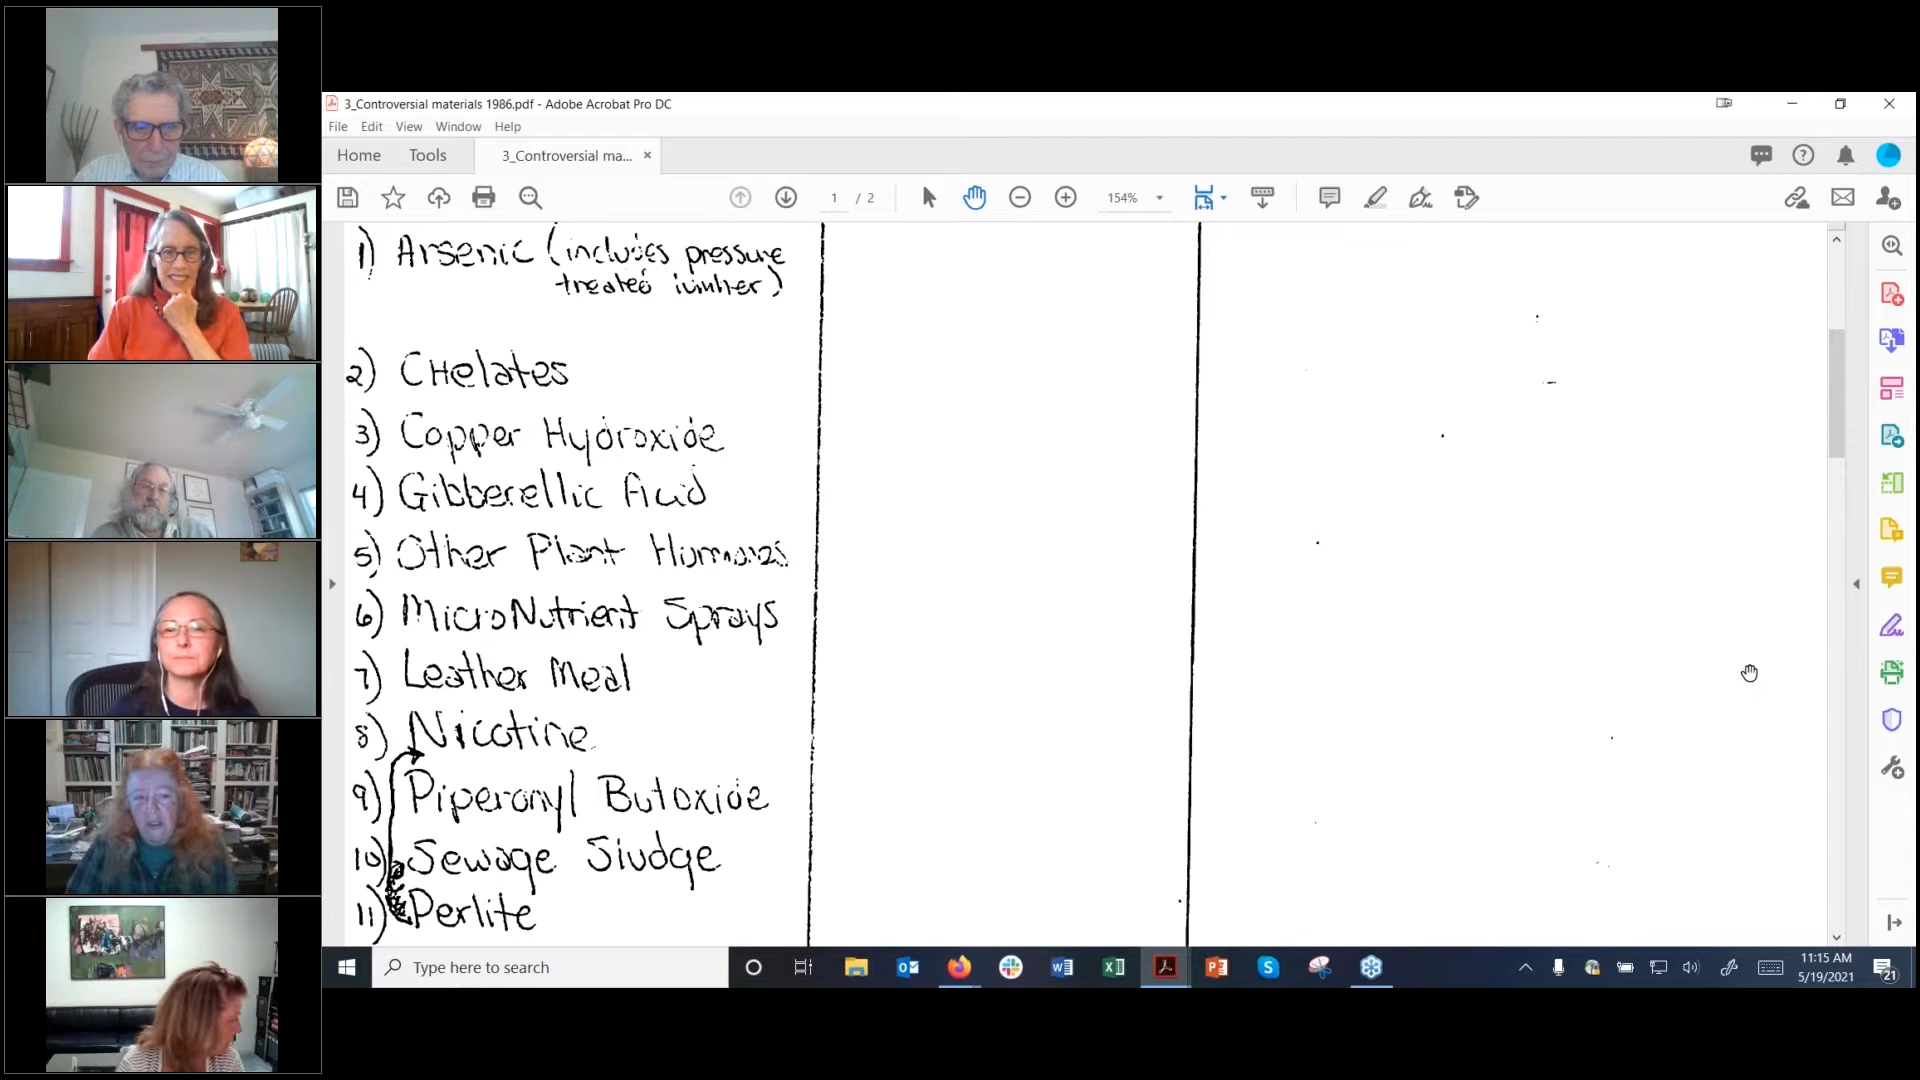 3_Controversial materials 1986.pdf - Adobe Acrobat Pro DC
File Edit View Window Help
Home Tools 3_Controversial ma... ×
1 / 2 154%
1) Arsenic (includes pressure
treated lumber)
2) CHelates
3) Copper Hydroxide
4) Gibberellic Acid
5) Other Plant Hormones
6) MicroNutrient Sprays
7) Leather Meal
8) Nicotine
9) Piperonyl Butoxide
10) Sewage Sludge
11) Perlite
Type here to search
11:15 AM
5/19/2021
21